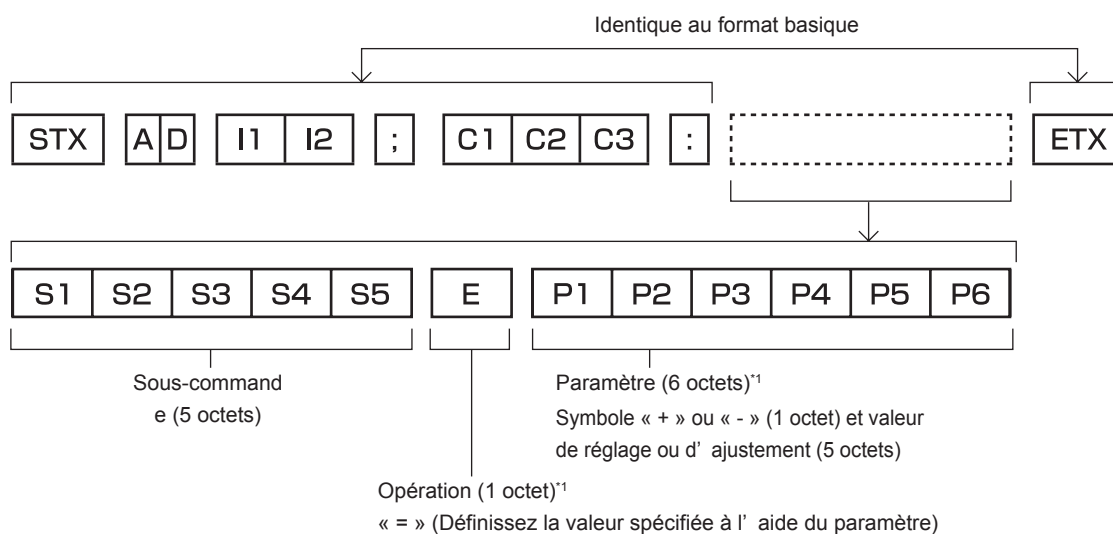 Identique au format basique
STX A D I1 I2 ; C1 C2 C3 : ETX
S1 S2 S3 S4 S5 E P1 P2 P3 P4 P5 P6
Sous-command
e (5 octets)
Paramètre (6 octets)*1
Symbole « + » ou « - » (1 octet) et valeur
de réglage ou d’ ajustement (5 octets)
Opération (1 octet)*1
« = » (Définissez la valeur spécifiée à l’ aide du paramètre)